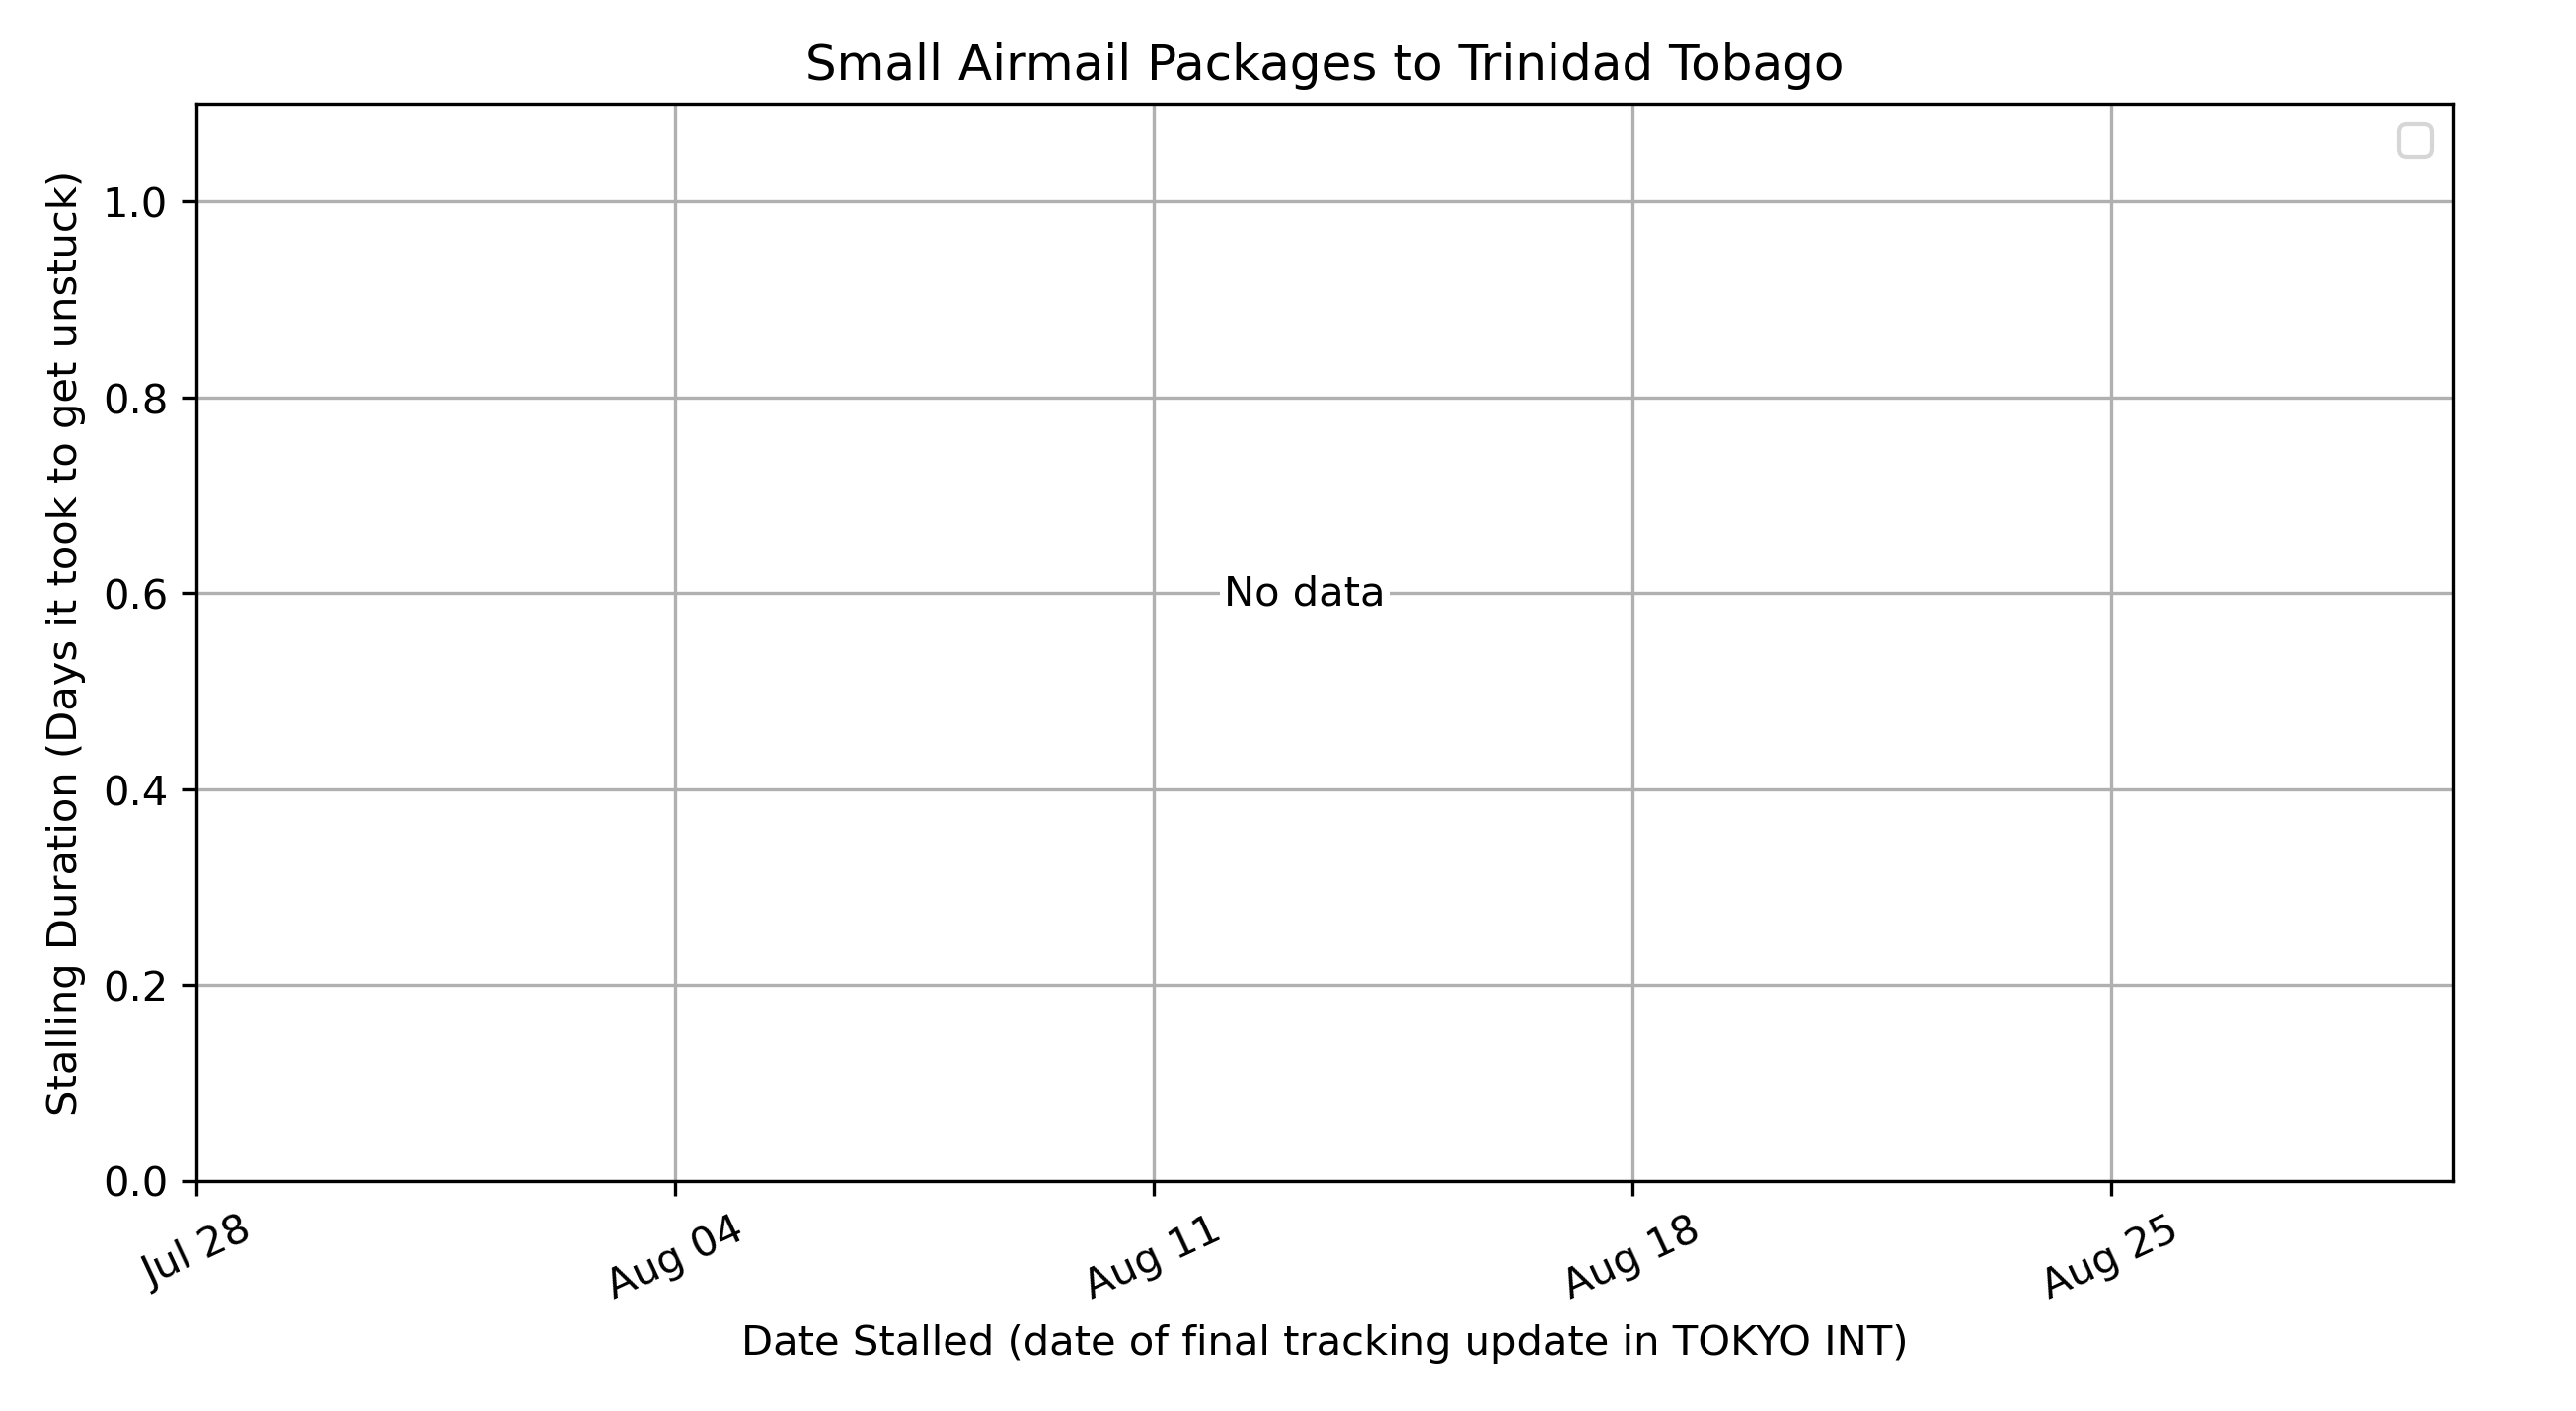 Small Airmail Packages to Trinidad Tobago
Stalling Duration (Days it took to get unstuck)
1.0
0.8
0.6
0.4
0.2
0.0
No data
Jul 28
Aug 04
Aug 11
Aug 18
Aug 25
Date Stalled (date of final tracking update in TOKYO INT)